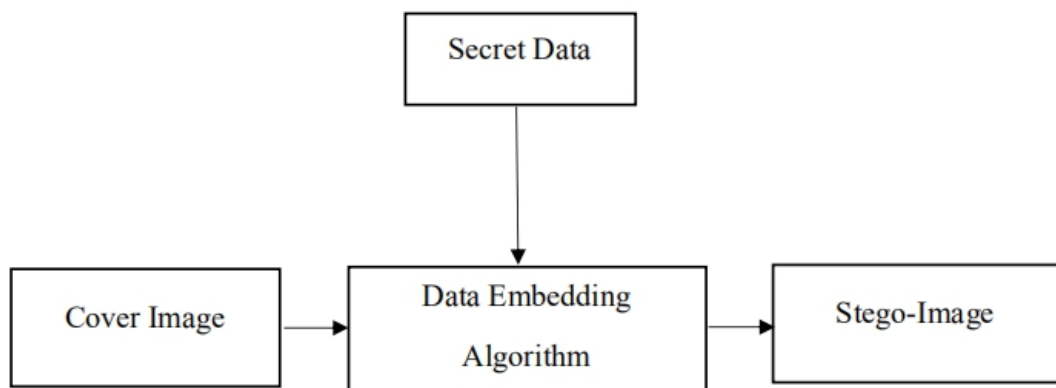 Secret Data
Cover Image
Data Embedding
Algorithm
Stego-Image